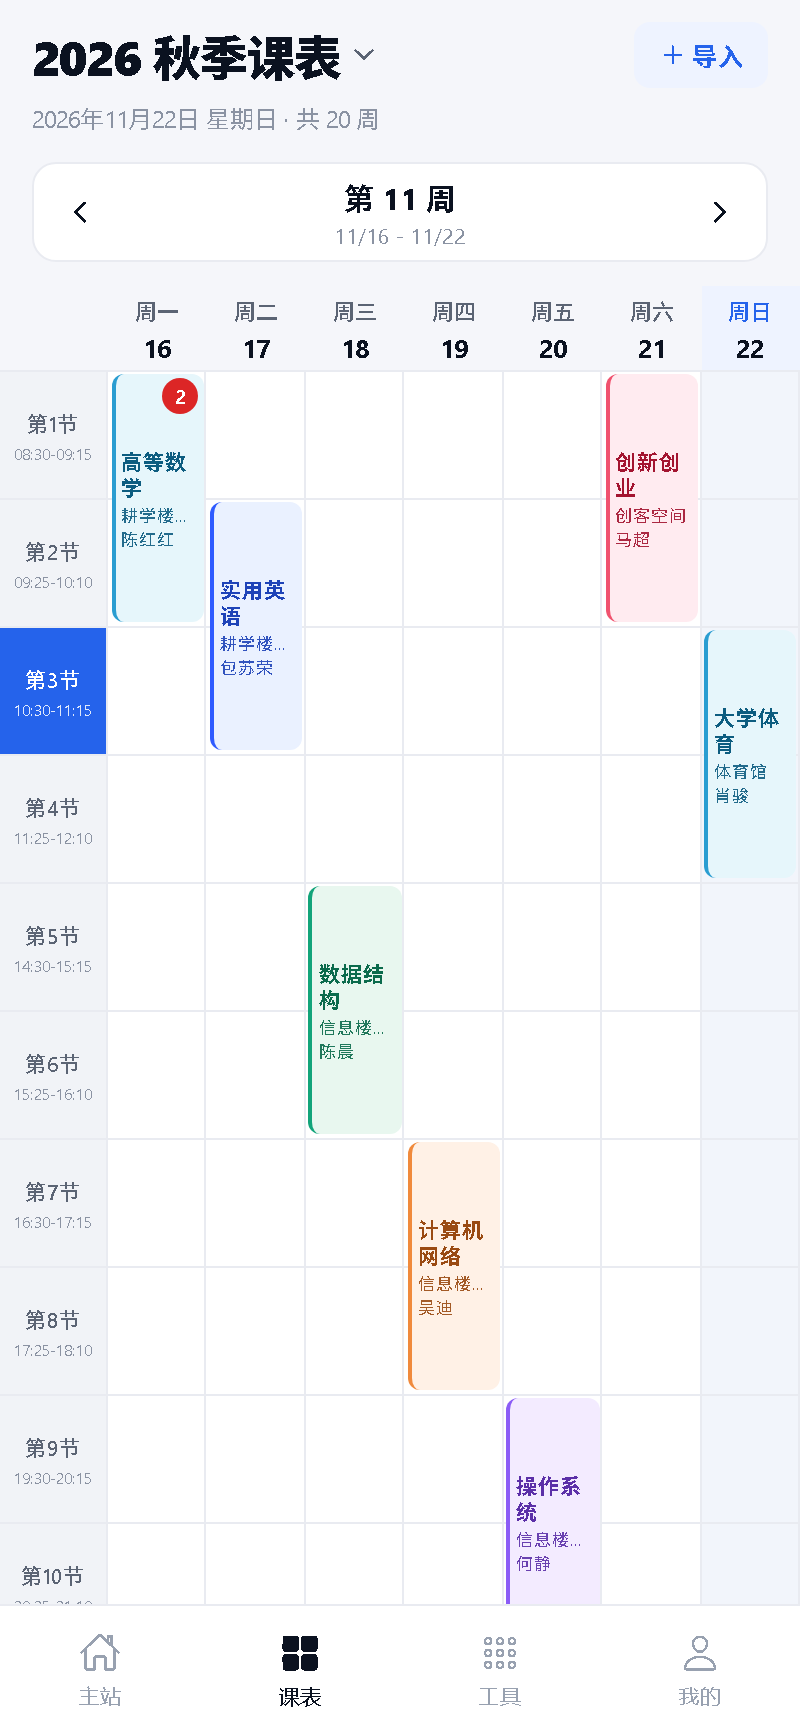 2026 秋季课表
导入
2026年11月22日 星期日 · 共 20 周
第 11 周
11/16 - 11/22
周一 周二 周三 周四 周五 周六 周日
16 17 18 19 20 21 22
第1节
08:30-09:15
2
高等数
学
耕学楼...
陈红红
创新创
业
创客空间
马超
第2节
09:25-10:10
实用英
语
耕学楼...
包苏荣
第3节
10:30-11:15
大学体
育
体育馆
肖骏
第4节
11:25-12:10
第5节
14:30-15:15
数据结
构
信息楼...
陈晨
第6节
15:25-16:10
第7节
16:30-17:15
计算机
网络
信息楼...
吴迪
第8节
17:25-18:10
第9节
19:30-20:15
操作系
统
信息楼...
何静
第10节
主站
课表
工具
我的